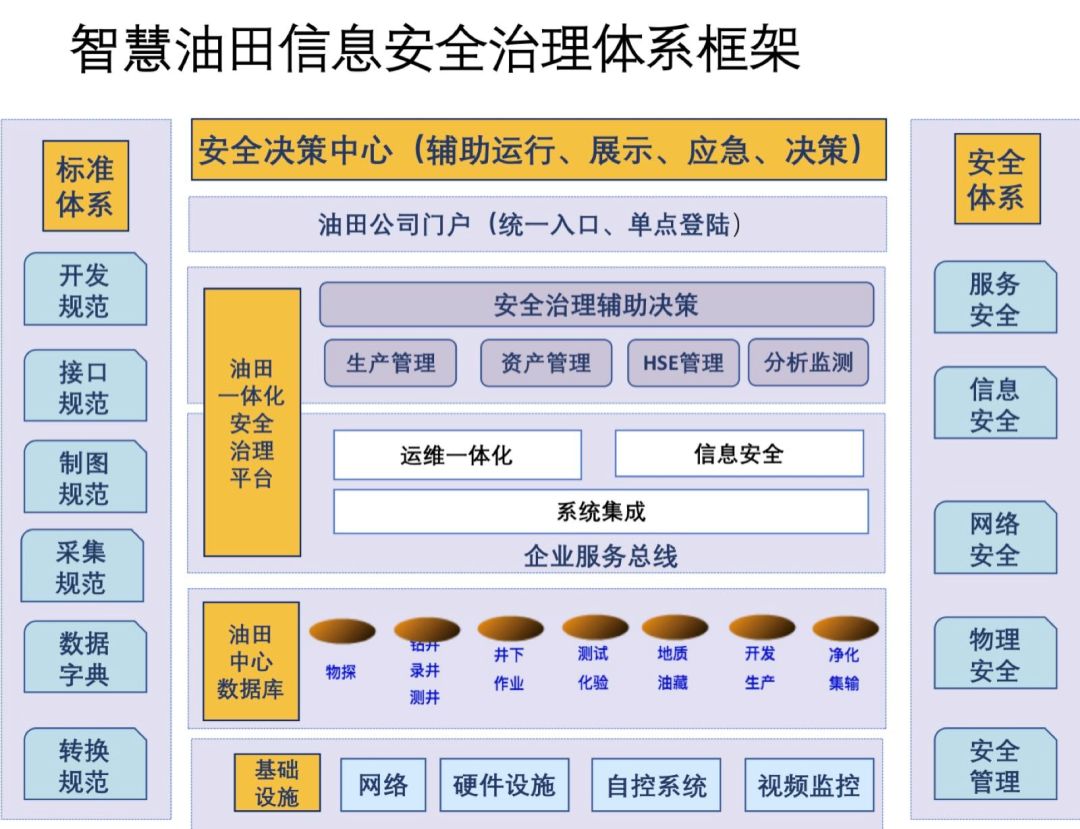 智慧油田信息安全治理体系框架
标准
体系
开发
规范
接口
规范
制图
规范
采集
规范
数据
字典
转换
规范
安全决策中心（辅助运行、展示、应急、决策）
油田公司门户（统一入口、单点登陆）
油田
一体化
安全
治理
平台
安全治理辅助决策
生产管理
资产管理
HSE管理
分析监测
运维一体化
信息安全
系统集成
企业服务总线
油田
中心
数据库
物探
钻井
录井
测井
井下
作业
测试
化验
地质
油藏
开发
生产
净化
集输
基础
设施
网络
硬件设施
自控系统
视频监控
安全
体系
服务
安全
信息
安全
网络
安全
物理
安全
安全
管理